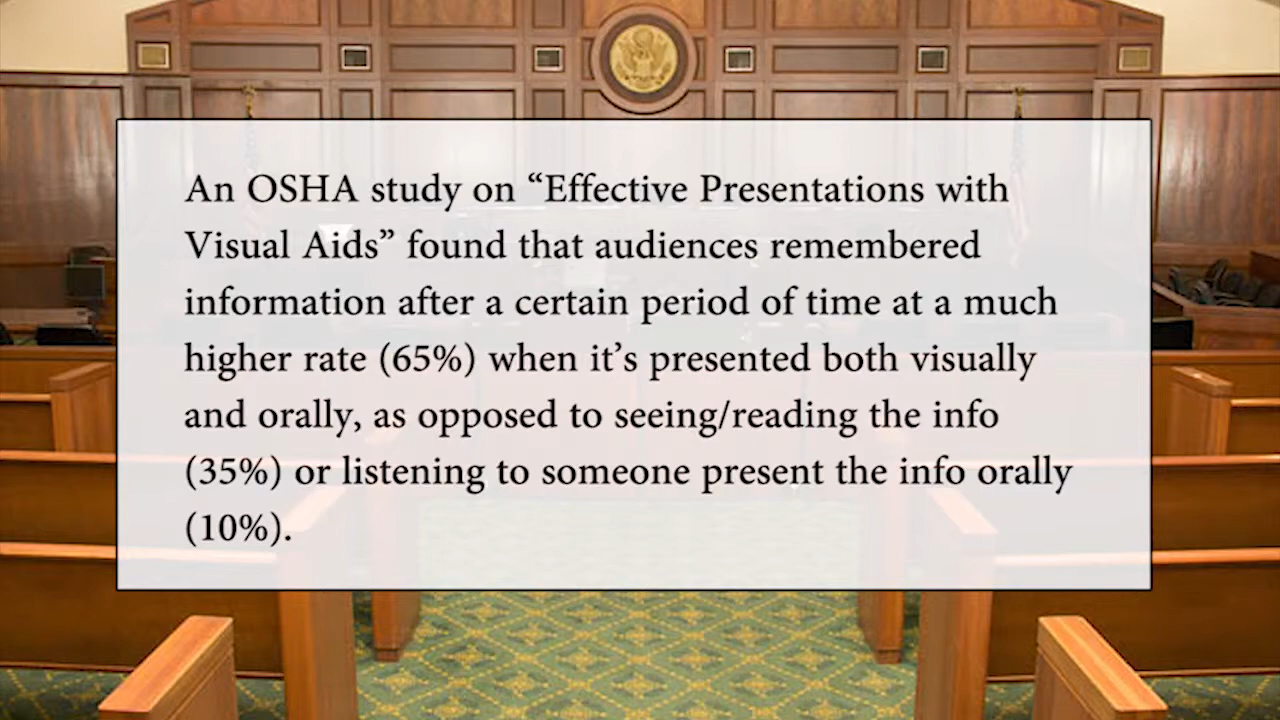 An OSHA study on “Effective Presentations with
Visual Aids” found that audiences remembered
information after a certain period of time at a much
higher rate (65%) when it’s presented both visually
and orally, as opposed to seeing/reading the info
(35%) or listening to someone present the info orally
(10%).